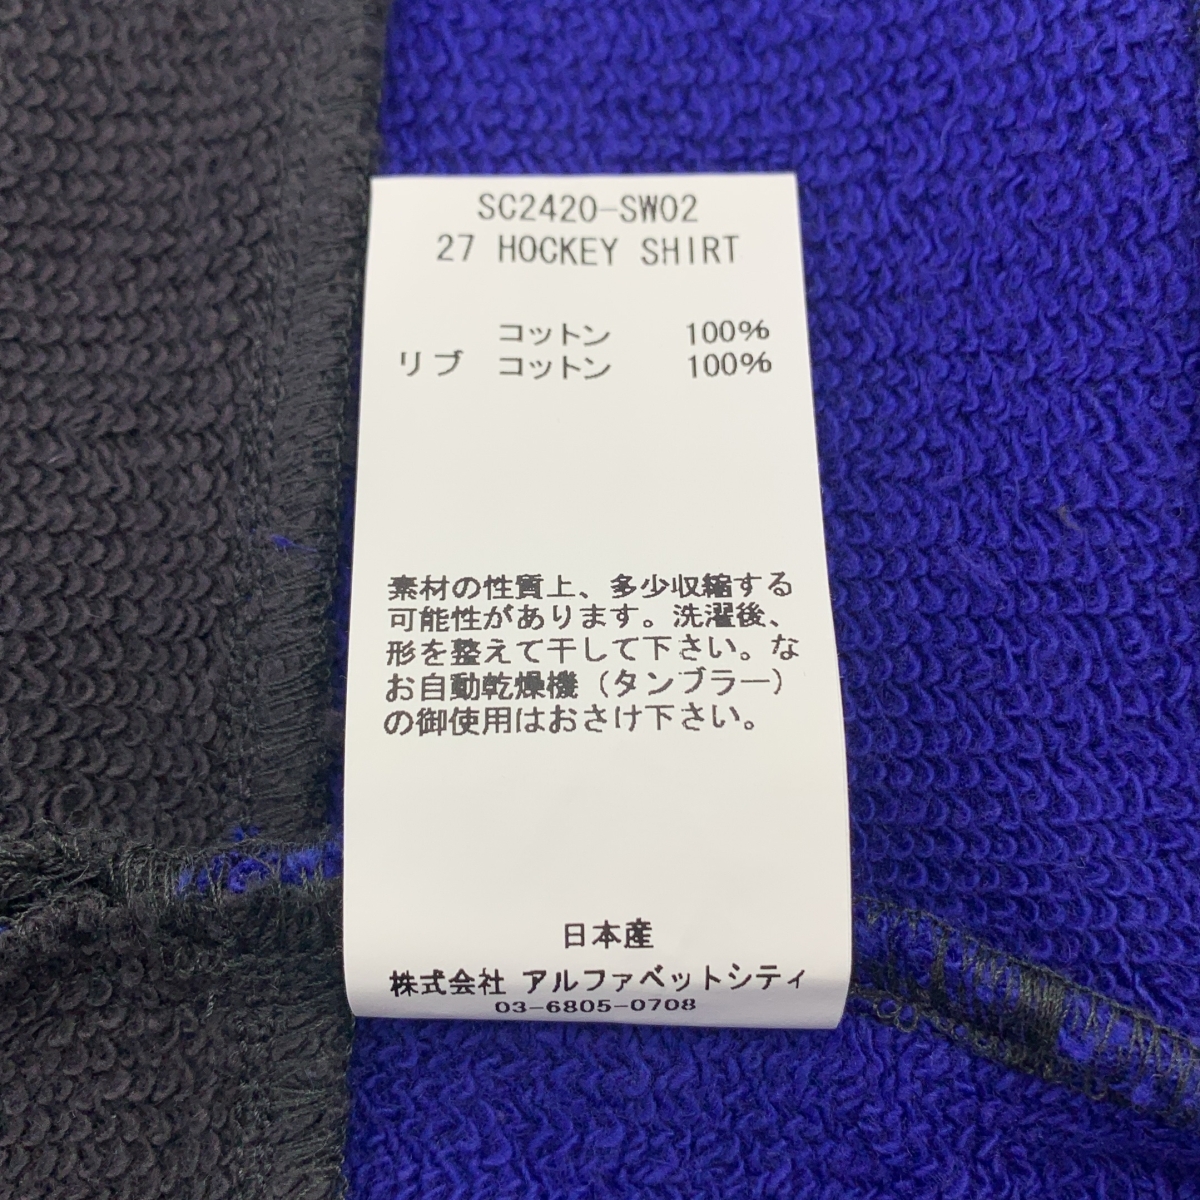 SC2420-SW02
27 HOCKEY SHIRT
コットン 100%
リブ コットン 100%
素材の性質上、多少収縮する
可能性があります。洗濯後、
形を整えて干して下さい。な
お自動乾燥機（タンブラー）
の御使用はおさけ下さい。
日本産
株式会社 アルファベットシティ
03-6805-0708